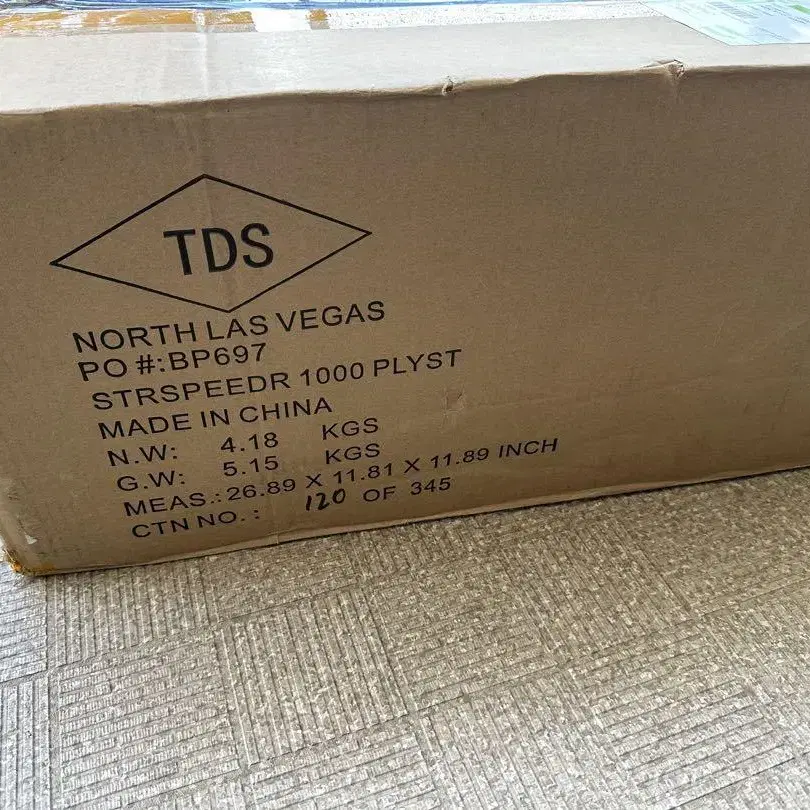 TDS
NORTH LAS VEGAS
PO #:BP697
STRSPEEDR 1000 PLYST
MADE IN CHINA
N.W: 4.18 KGS
G.W: 5.15 KGS
MEAS.: 26.89 X 11.81 X 11.89 INCH
CTN NO. : 120 OF 345